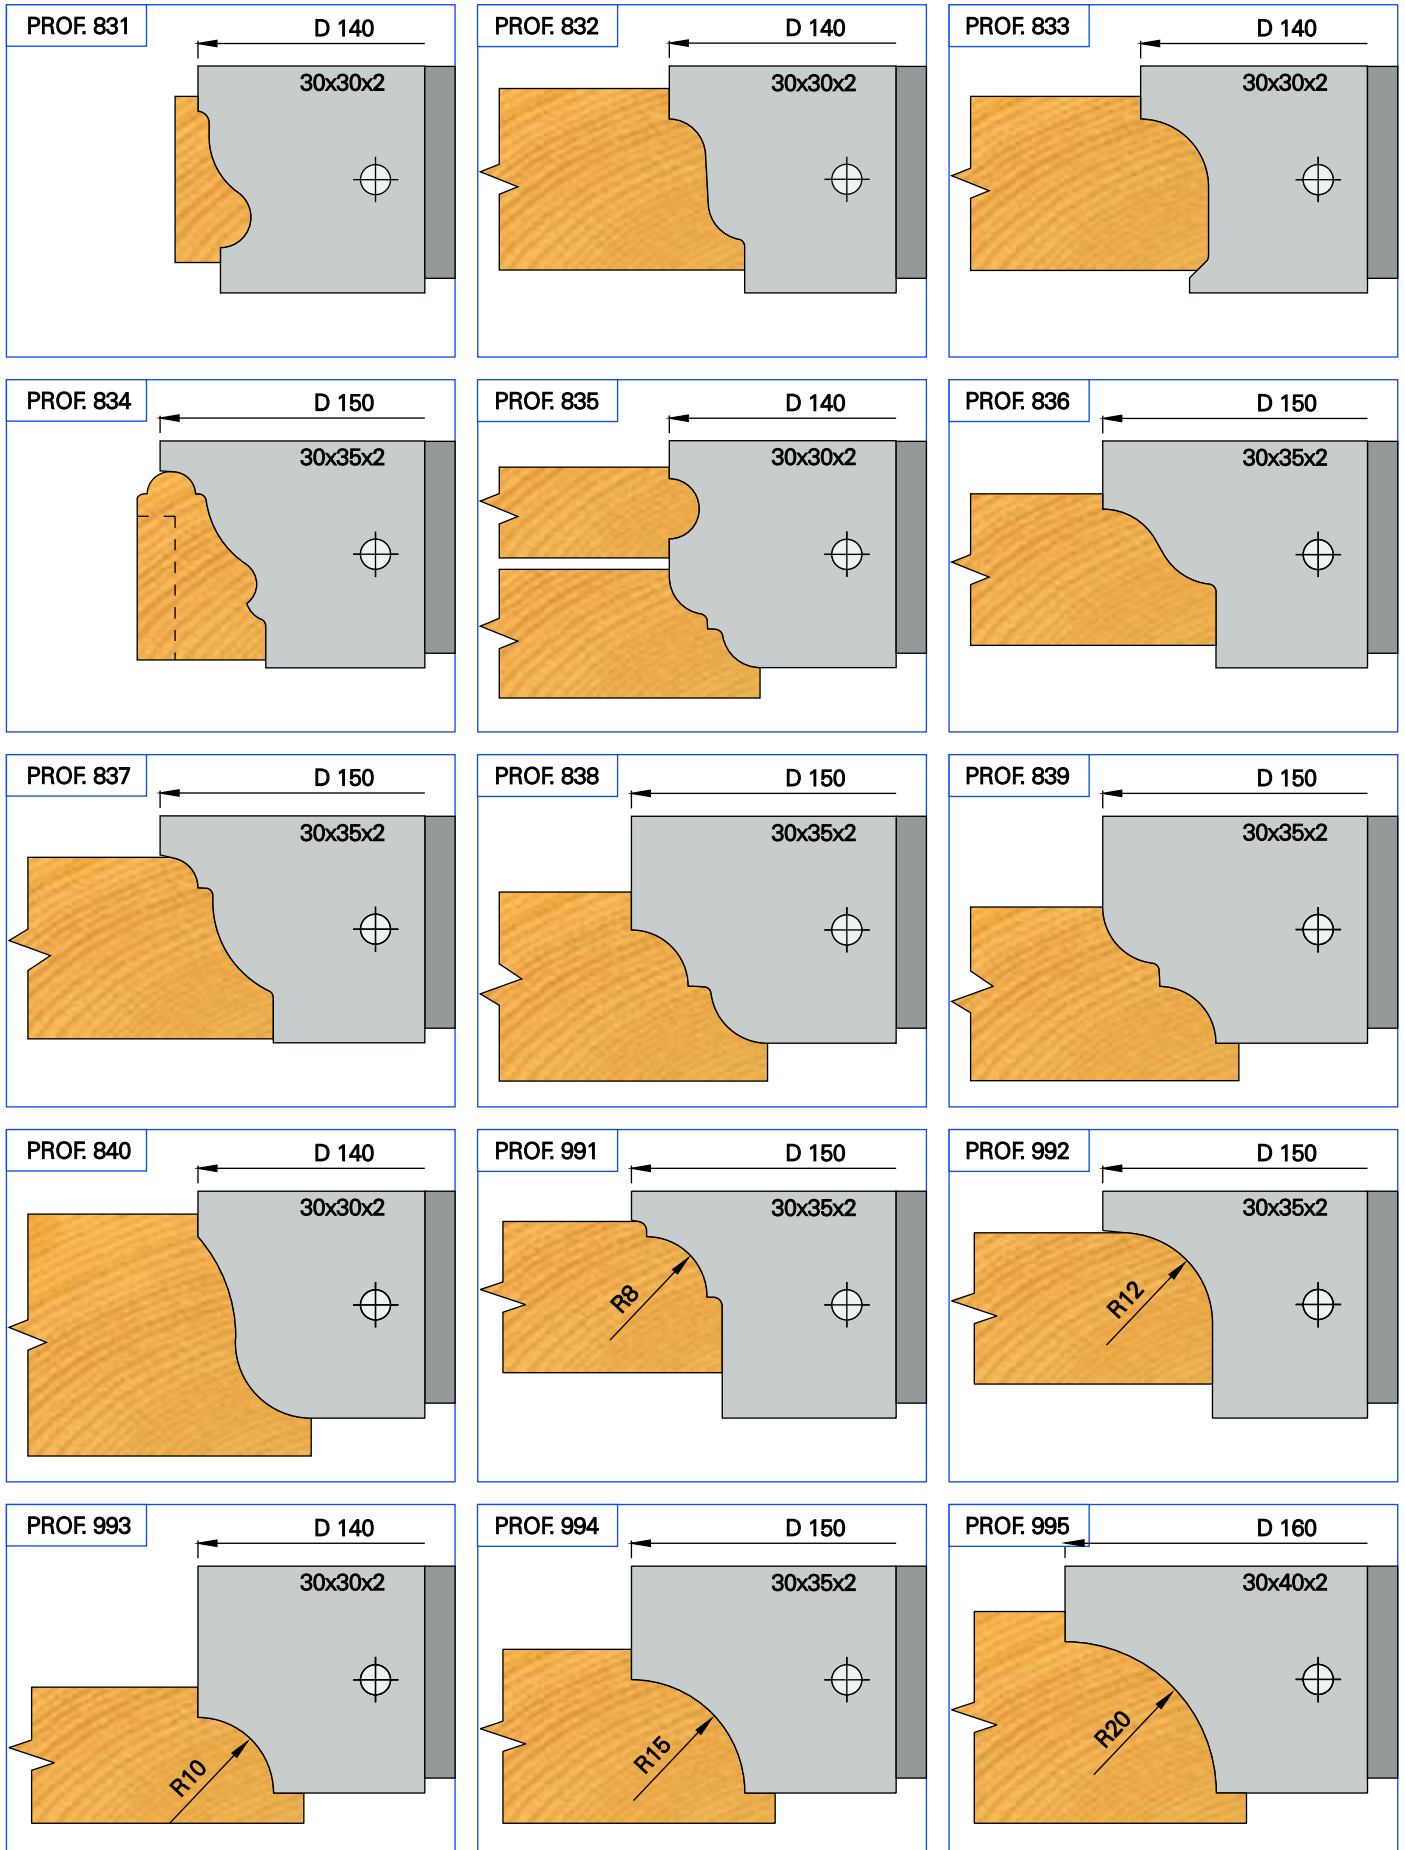 PROF. 831
D 140
30x30x2
PROF. 832
D 140
30x30x2
PROF. 833
D 140
30x30x2
PROF. 834
D 150
30x35x2
PROF. 835
D 140
30x30x2
PROF. 836
D 150
30x35x2
PROF. 837
D 150
30x35x2
PROF. 838
D 150
30x35x2
PROF. 839
D 150
30x35x2
PROF. 840
D 140
30x30x2
PROF. 991
D 150
30x35x2
R8
PROF. 992
D 150
30x35x2
R12
PROF. 993
D 140
30x30x2
R10
PROF. 994
D 150
30x35x2
R15
PROF. 995
D 160
30x40x2
R20